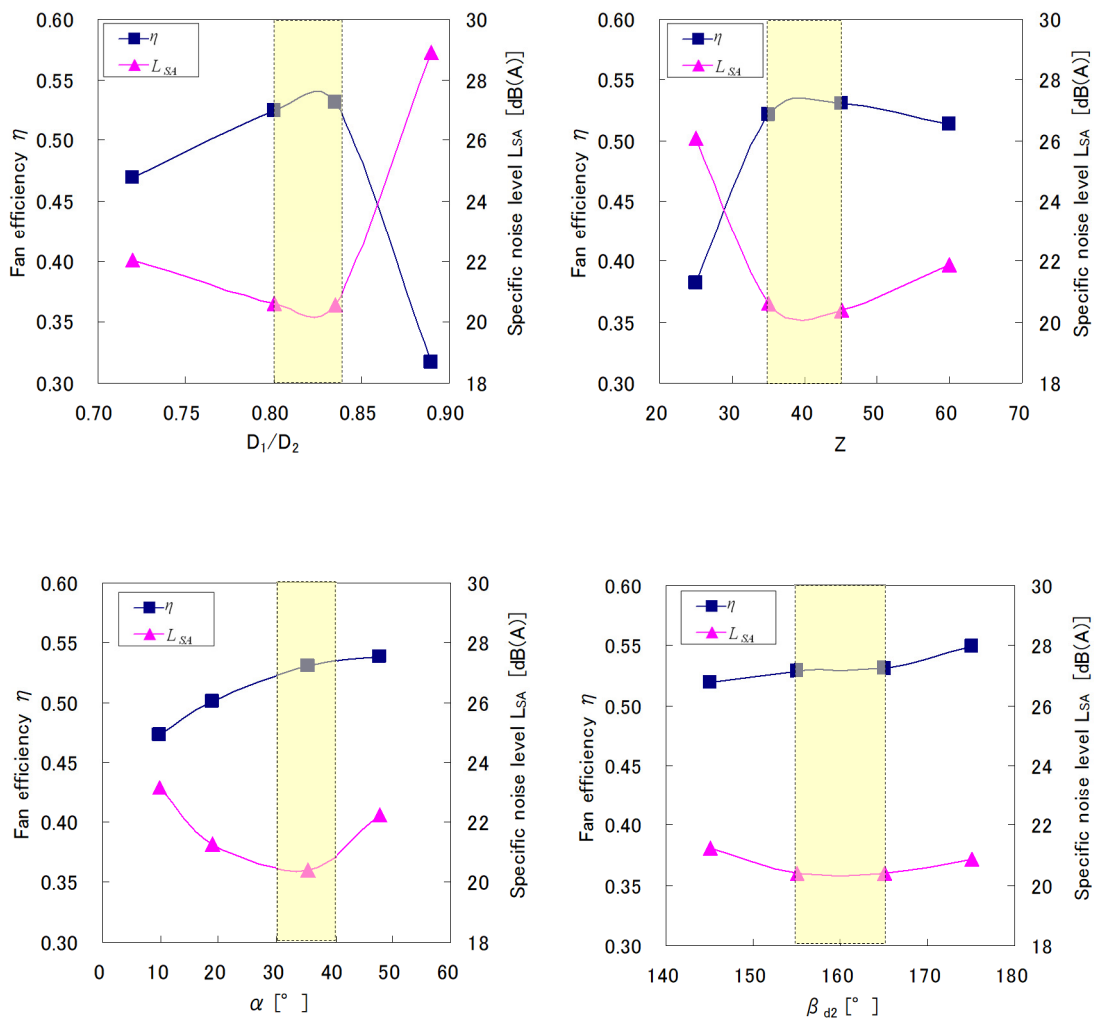 Fan efficiency η
0.60
0.55
0.50
0.45
0.40
0.35
0.30
η
L SA
30
28
26
24
22
20
18
Specific noise level LSA [dB(A)]
0.70 0.75 0.80 0.85 0.90
D1/D2
Fan efficiency η
0.60
0.55
0.50
0.45
0.40
0.35
0.30
η
L SA
30
28
26
24
22
20
18
Specific noise level LSA [dB(A)]
20 30 40 50 60 70
Z
Fan efficiency η
0.60
0.55
0.50
0.45
0.40
0.35
0.30
η
L SA
30
28
26
24
22
20
18
Specific noise level LSA [dB(A)]
0 10 20 30 40 50 60
α [° ]
Fan efficiency η
0.60
0.55
0.50
0.45
0.40
0.35
0.30
η
L SA
30
28
26
24
22
20
18
Specific noise level LSA [dB(A)]
140 150 160 170 180
β d2 [° ]